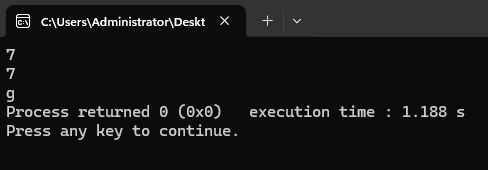 C:\Users\Administrator\Deskt
7
7
g
Process returned 0 (0x0)   execution time : 1.188 s
Press any key to continue.